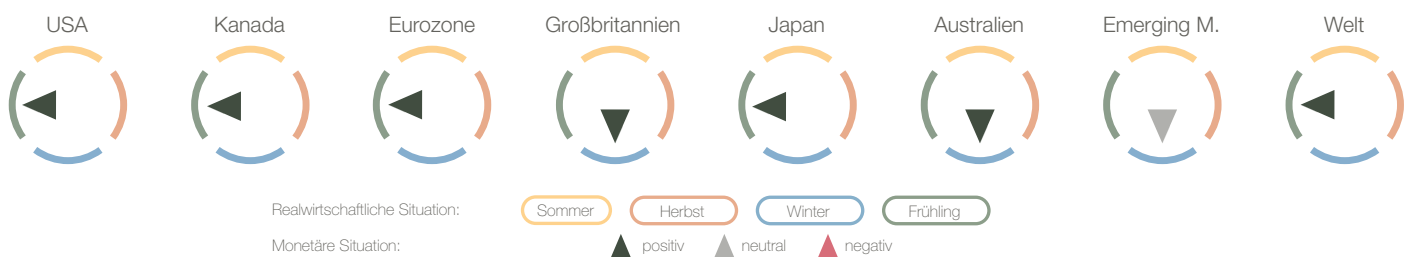 USA Kanada Eurozone Großbritannien Japan Australien Emerging M. Welt
Realwirtschaftliche Situation: Sommer Herbst Winter Frühling
Monetäre Situation: positiv neutral negativ